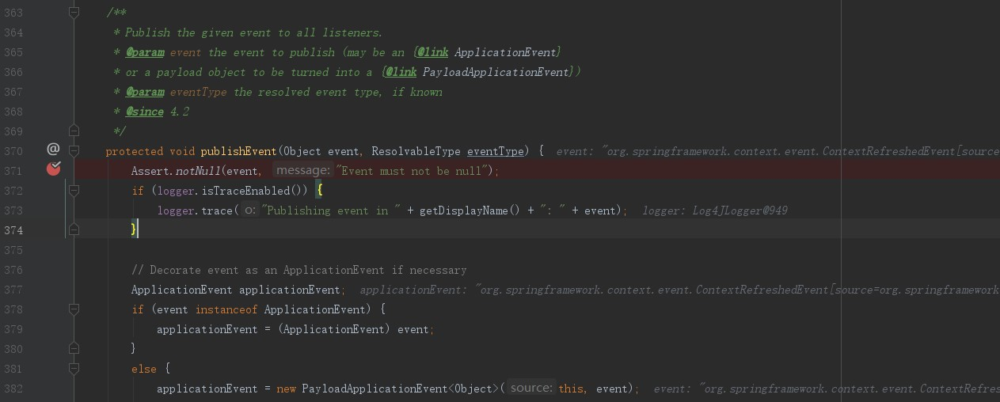 363 /**
364 * Publish the given event to all listeners.
365 * @param event the event to publish (may be an {@link ApplicationEvent}
366 * or a payload object to be turned into a {@link PayloadApplicationEvent})
367 * @param eventType the resolved event type, if known
368 * @since 4.2
369 */
370 @ protected void publishEvent(Object event, ResolvableType eventType) { event: "org.springframework.context.event.ContextRefreshedEvent[source
371 Assert.notNull(event, message: "Event must not be null");
372 if (logger.isTraceEnabled()) {
373 logger.trace( o: "Publishing event in " + getDisplayName() + ": " + event); logger: Log4JLogger@949
374 }
375
376 // Decorate event as an ApplicationEvent if necessary
377 ApplicationEvent applicationEvent; applicationEvent: "org.springframework.context.event.ContextRefreshedEvent[source=org.springframework
378 if (event instanceof ApplicationEvent) {
379 applicationEvent = (ApplicationEvent) event;
380 }
381 else {
382 applicationEvent = new PayloadApplicationEvent<Object>( source: this, event); event: "org.springframework.context.event.ContextRefres